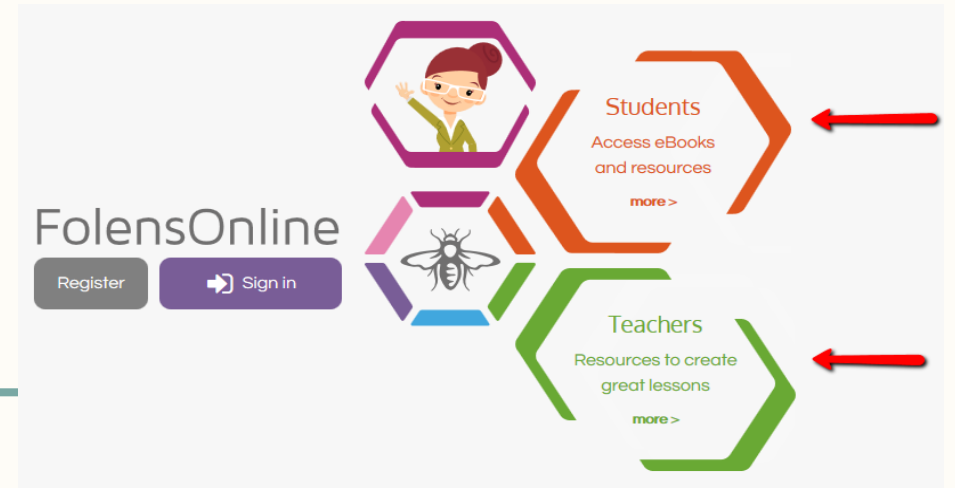 FolensOnline
Register
Sign in
Students
Access eBooks
and resources
more >
Teachers
Resources to create
great lessons
more >